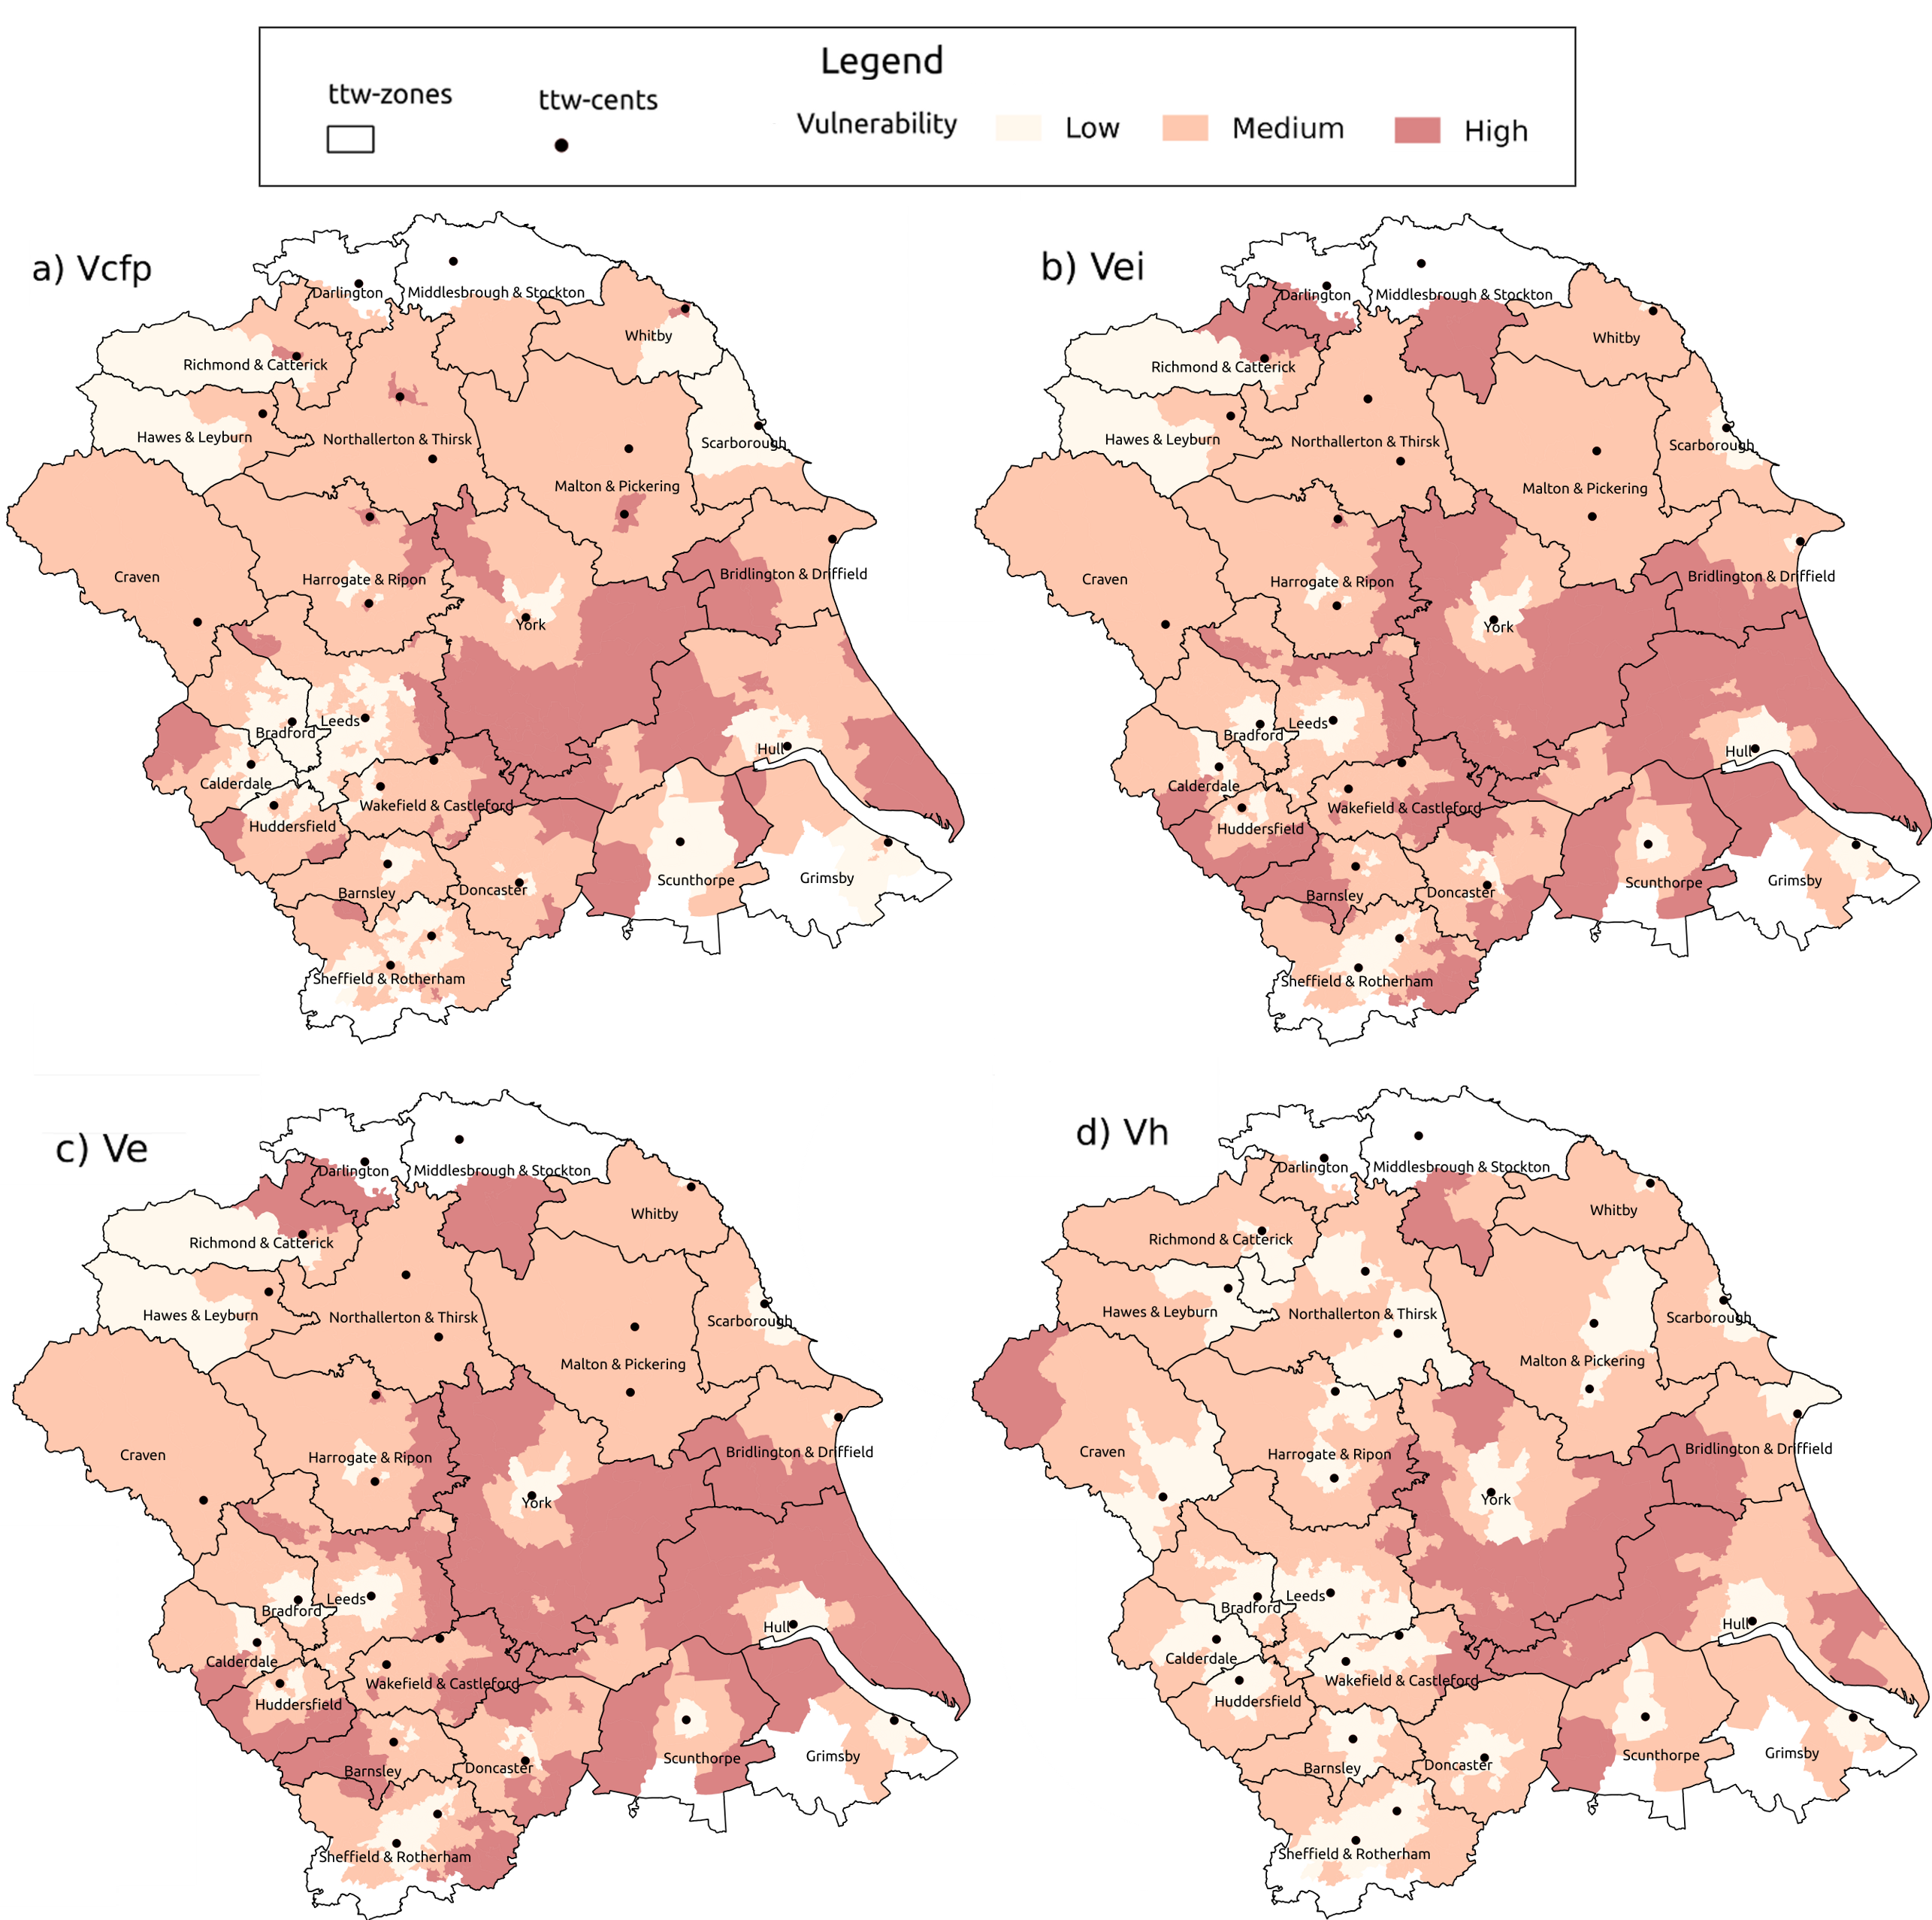 Legend
ttw-zones
ttw-cents
Vulnerability
Low
Medium
High
a) Vcfp
Darlington
Middlesbrough & Stockton
Whitby
Richmond & Catterick
Hawes & Leyburn
Northallerton & Thirsk
Scarborough
Malton & Pickering
Craven
Harrogate & Ripon
Bridlington & Driffield
York
Bradford
Leeds
Hull
Calderdale
Wakefield & Castleford
Huddersfield
Barnsley
Doncaster
Scunthorpe
Grimsby
Sheffield & Rotherham
b) Vei
Darlington
Middlesbrough & Stockton
Whitby
Richmond & Catterick
Hawes & Leyburn
Northallerton & Thirsk
Scarborough
Malton & Pickering
Craven
Harrogate & Ripon
Bridlington & Driffield
York
Bradford
Leeds
Hull
Calderdale
Wakefield & Castleford
Huddersfield
Barnsley
Doncaster
Scunthorpe
Grimsby
Sheffield & Rotherham
c) Ve
Darlington
Middlesbrough & Stockton
Whitby
Richmond & Catterick
Hawes & Leyburn
Northallerton & Thirsk
Scarborough
Malton & Pickering
Craven
Harrogate & Ripon
Bridlington & Driffield
York
Bradford
Leeds
Hull
Calderdale
Wakefield & Castleford
Huddersfield
Barnsley
Doncaster
Scunthorpe
Grimsby
Sheffield & Rotherham
d) Vh
Darlington
Middlesbrough & Stockton
Whitby
Richmond & Catterick
Hawes & Leyburn
Northallerton & Thirsk
Scarborough
Malton & Pickering
Craven
Harrogate & Ripon
Bridlington & Driffield
York
Bradford
Leeds
Hull
Calderdale
Wakefield & Castleford
Huddersfield
Barnsley
Doncaster
Scunthorpe
Grimsby
Sheffield & Rotherham